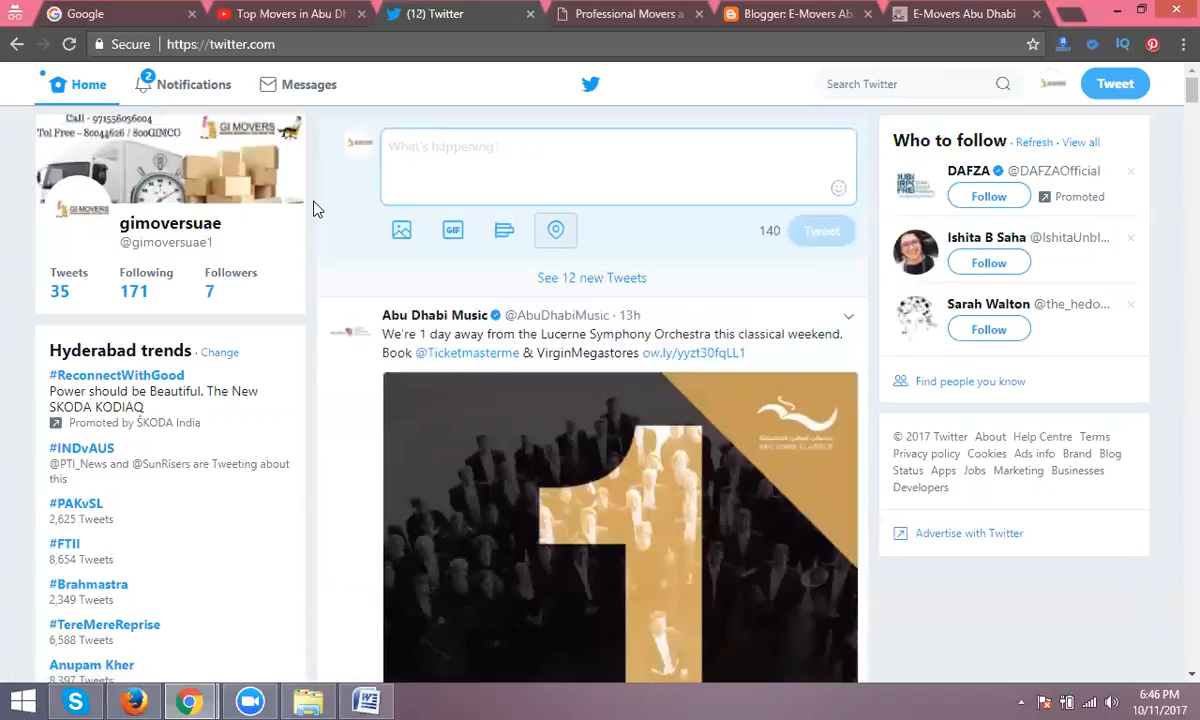 Google
Top Movers in Abu Dh
(12) Twitter
Professional Movers a
Blogger: E-Movers Ab
E-Movers Abu Dhabi
Secure
https://twitter.com
Home
2
Notifications
Messages
Search Twitter
Tweet
Call - 971556036004
Tol Free - 80044626 / 800GIMCO
GI MOVERS
gimoversuae
@gimoversuae1
Tweets Following Followers
35 171 7
What's happening?
GIF
140
Tweet
See 12 new Tweets
Hyderabad trends · Change
#ReconnectWithGood
Power should be Beautiful. The New
SKODA KODIAQ
Promoted by ŠKODA India
#INDvAUS
@PTI_News and @SunRisers are Tweeting about
this
#PAKvSL
2,625 Tweets
#FTII
8,654 Tweets
#Brahmastra
2,349 Tweets
#TereMereReprise
6,588 Tweets
Anupam Kher
8,397 Tweets
Abu Dhabi Music @AbuDhabiMusic · 13h
We're 1 day away from the Lucerne Symphony Orchestra this classical weekend.
Book @Ticketmasterme & VirginMegastores ow.ly/yyzt30fqLL1
1
Who to follow · Refresh · View all
DAFZA @DAFZAOfficial
Follow
Promoted
Ishita B Saha @IshitaUnbl...
Follow
Sarah Walton @the_hedo...
Follow
Find people you know
© 2017 Twitter About Help Centre Terms
Privacy policy Cookies Ads info Brand Blog
Status Apps Jobs Marketing Businesses
Developers
Advertise with Twitter
6:46 PM
10/11/2017